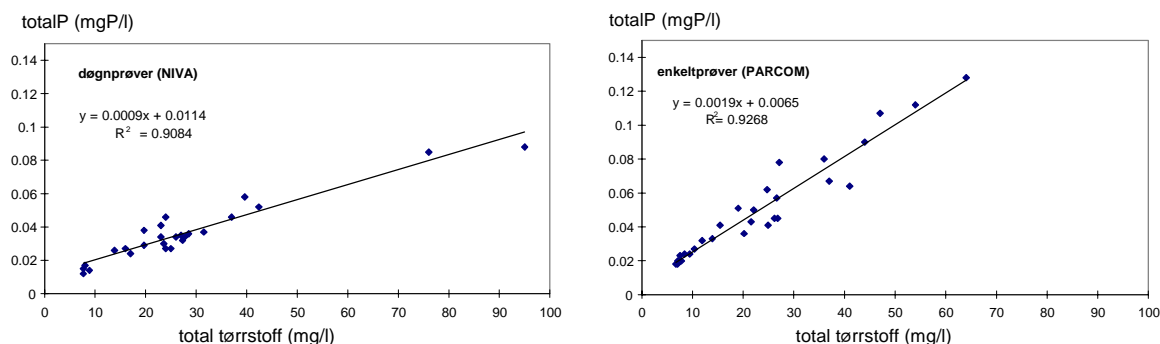 totalP (mgP/l)
0.14
0.12
0.1
0.08
0.06
0.04
0.02
0
døgnprøver (NIVA)
y = 0.0009x + 0.0114
R² = 0.9084
0 10 20 30 40 50 60 70 80 90 100
total tørrstoff (mg/l)
totalP (mgP/l)
0.14
0.12
0.1
0.08
0.06
0.04
0.02
0
enkeltprøver (PARCOM)
y = 0.0019x + 0.0065
R²= 0.9268
0 10 20 30 40 50 60 70 80 90 100
total tørrstoff (mg/l)